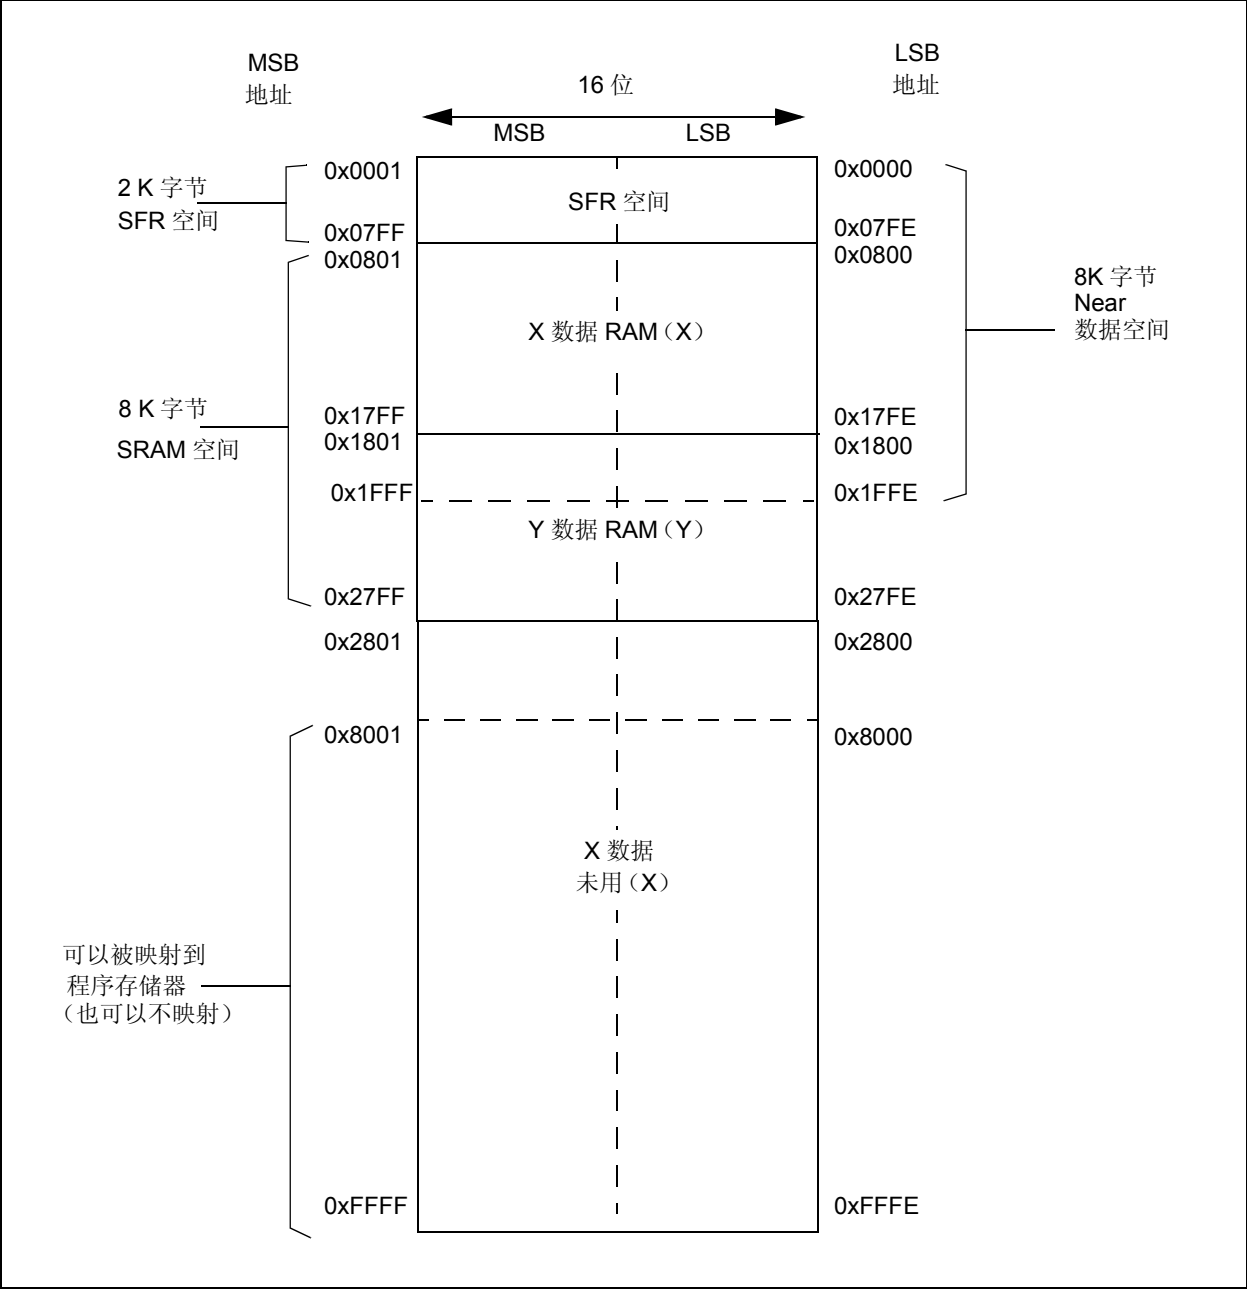 MSB
地址
LSB
地址
16 位
MSB
LSB
0x0001
0x0000
2 K 字节
SFR 空间
SFR 空间
0x07FF
0x07FE
0x0801
0x0800
8K 字节
Near
数据空间
X 数据 RAM（X）
8 K 字节
SRAM 空间
0x17FF
0x17FE
0x1801
0x1800
0x1FFF
0x1FFE
Y 数据 RAM（Y）
0x27FF
0x27FE
0x2801
0x2800
0x8001
0x8000
X 数据
未用（X）
可以被映射到
程序存储器
（也可以不映射）
0xFFFF
0xFFFE